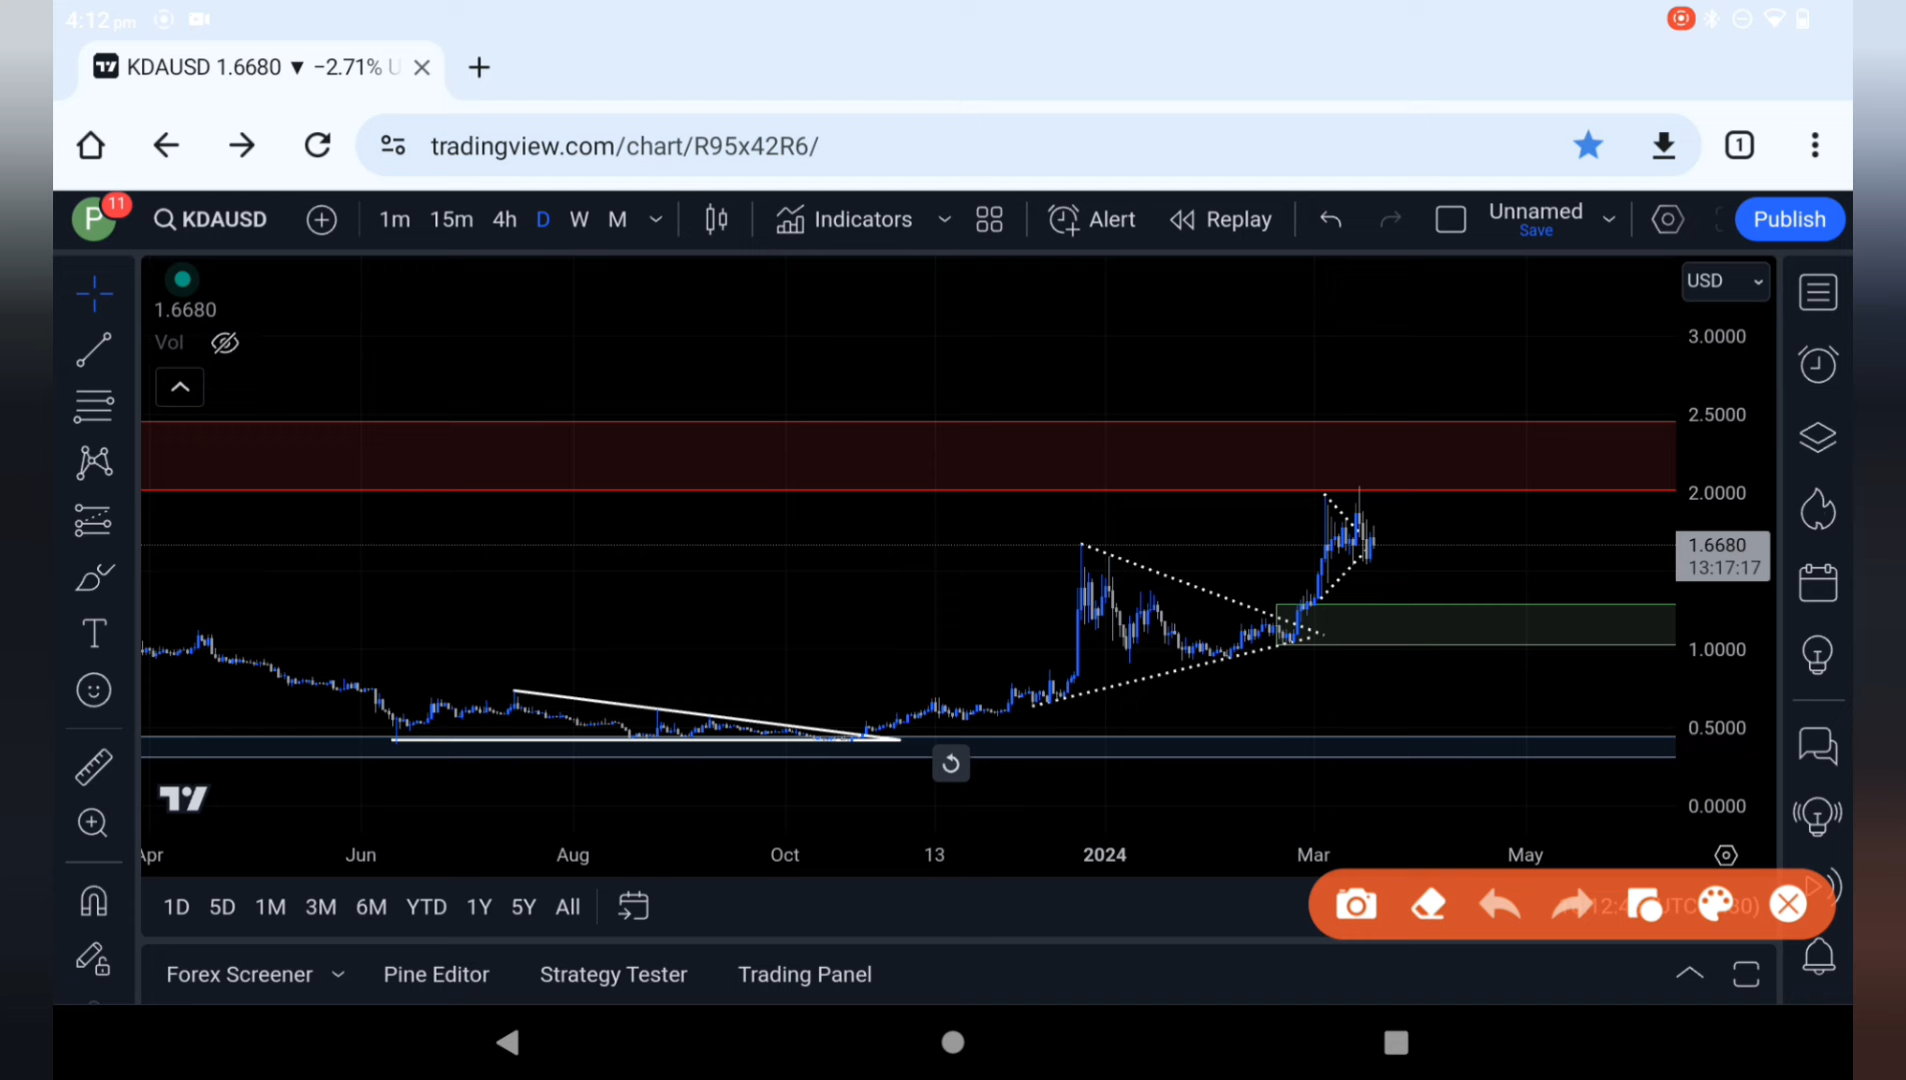 4:12 pm
KDAUSD 1.6680 ▼ −2.71% U
tradingview.com/chart/R95x42R6/
1
P
11
KDAUSD
1m
15m
4h
D
W
M
Indicators
Alert
Replay
Unnamed
Save
Publish
1.6680
Vol
USD
3.0000
2.5000
2.0000
1.6680
13:17:17
1.0000
0.5000
0.0000
Apr
Jun
Aug
Oct
13
2024
Mar
May
1D
5D
1M
3M
6M
YTD
1Y
5Y
All
Forex Screener
Pine Editor
Strategy Tester
Trading Panel